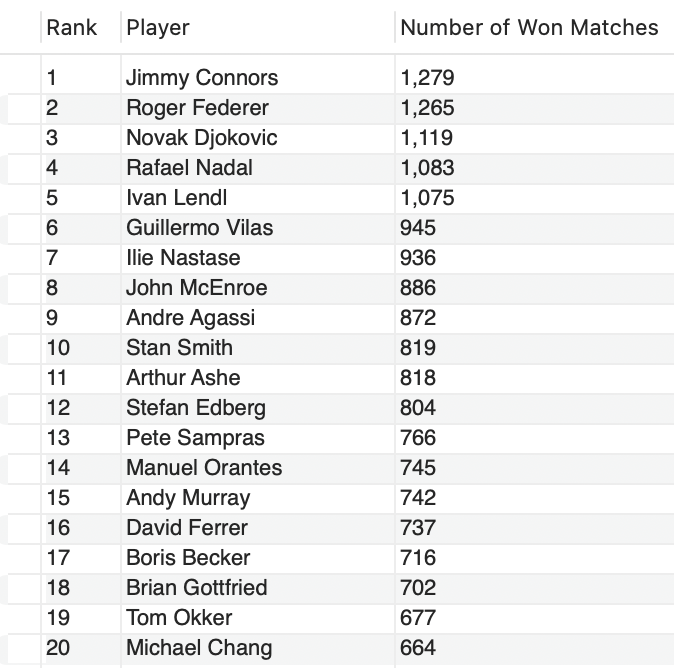 Rank Player Number of Won Matches
1 Jimmy Connors 1,279
2 Roger Federer 1,265
3 Novak Djokovic 1,119
4 Rafael Nadal 1,083
5 Ivan Lendl 1,075
6 Guillermo Vilas 945
7 Ilie Nastase 936
8 John McEnroe 886
9 Andre Agassi 872
10 Stan Smith 819
11 Arthur Ashe 818
12 Stefan Edberg 804
13 Pete Sampras 766
14 Manuel Orantes 745
15 Andy Murray 742
16 David Ferrer 737
17 Boris Becker 716
18 Brian Gottfried 702
19 Tom Okker 677
20 Michael Chang 664